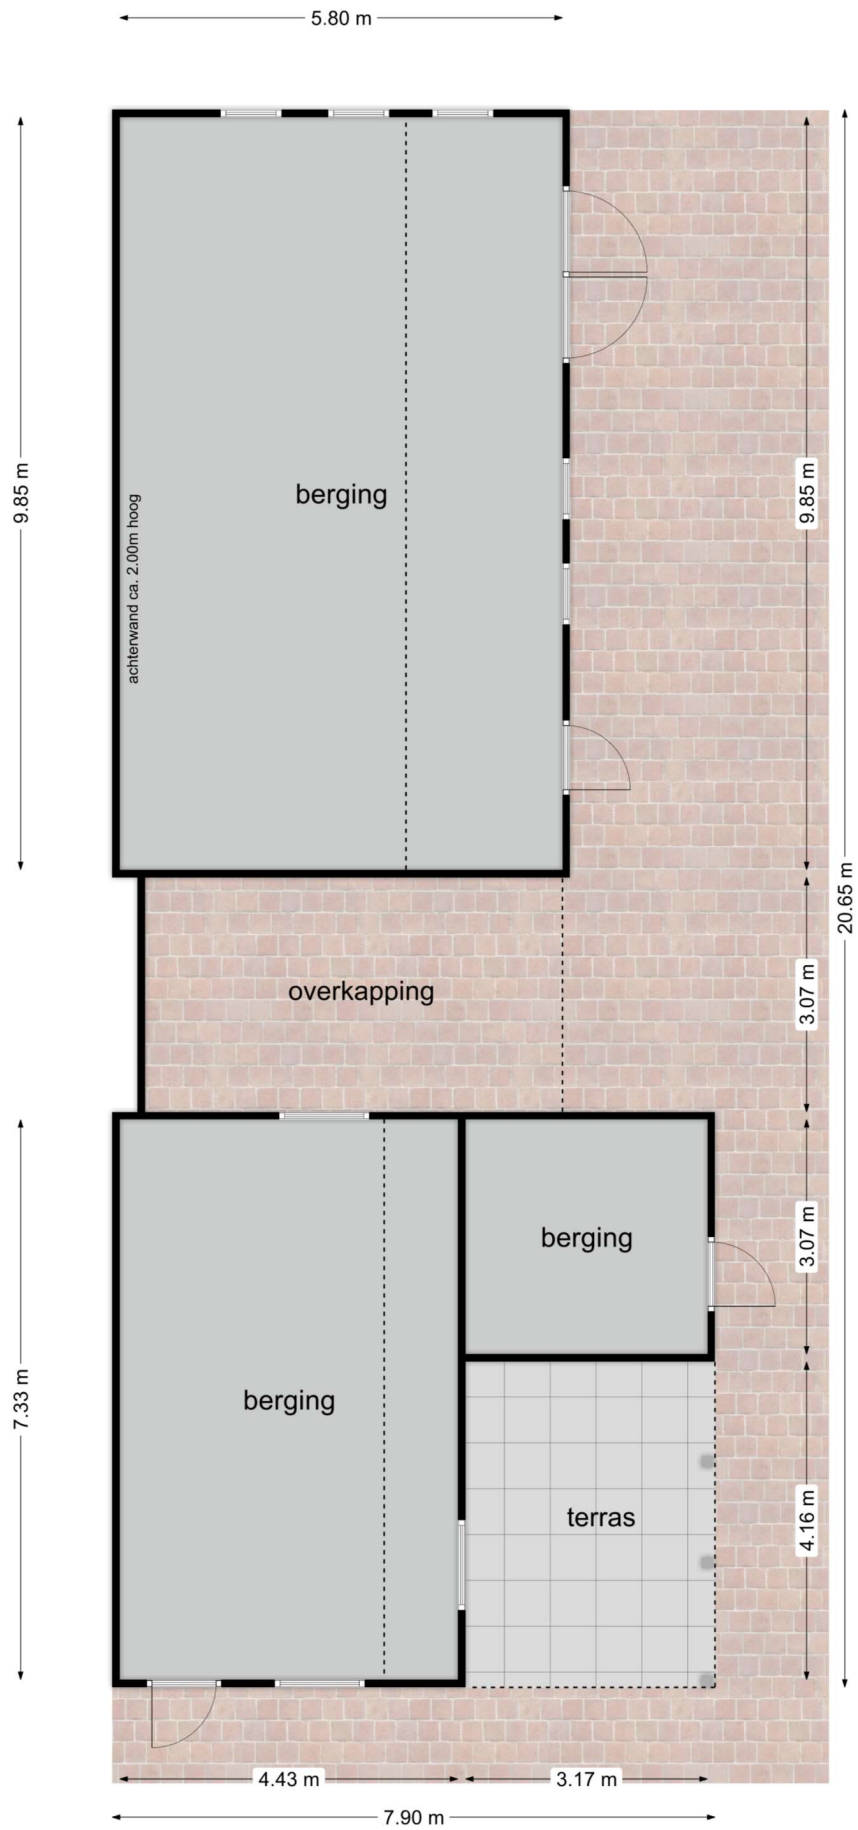 5.80 m
9.85 m
berging
achterwand ca. 2.00m hoog
9.85 m
20.65 m
overkapping
3.07 m
berging
3.07 m
7.33 m
berging
terras
4.16 m
4.43 m
3.17 m
7.90 m